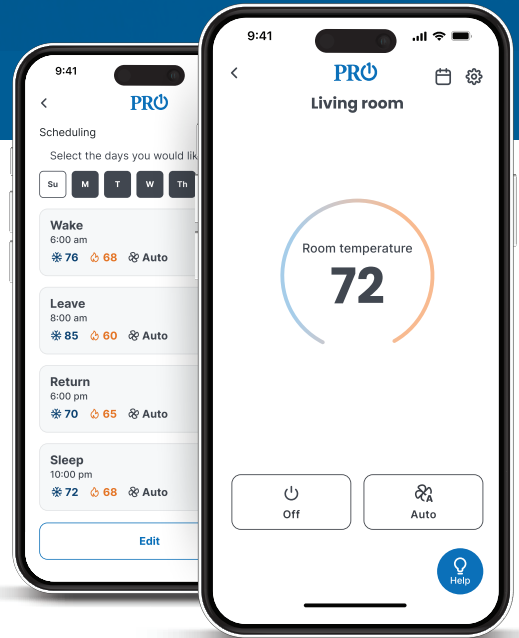 9:41
PRO
Scheduling
Select the days you would lik
Su M T W Th
Wake
6:00 am
76 68 Auto
Leave
8:00 am
85 60 Auto
Return
6:00 pm
70 65 Auto
Sleep
10:00 pm
72 68 Auto
Edit
9:41
PRO
Living room
Room temperature
72
Off
A
Auto
Help